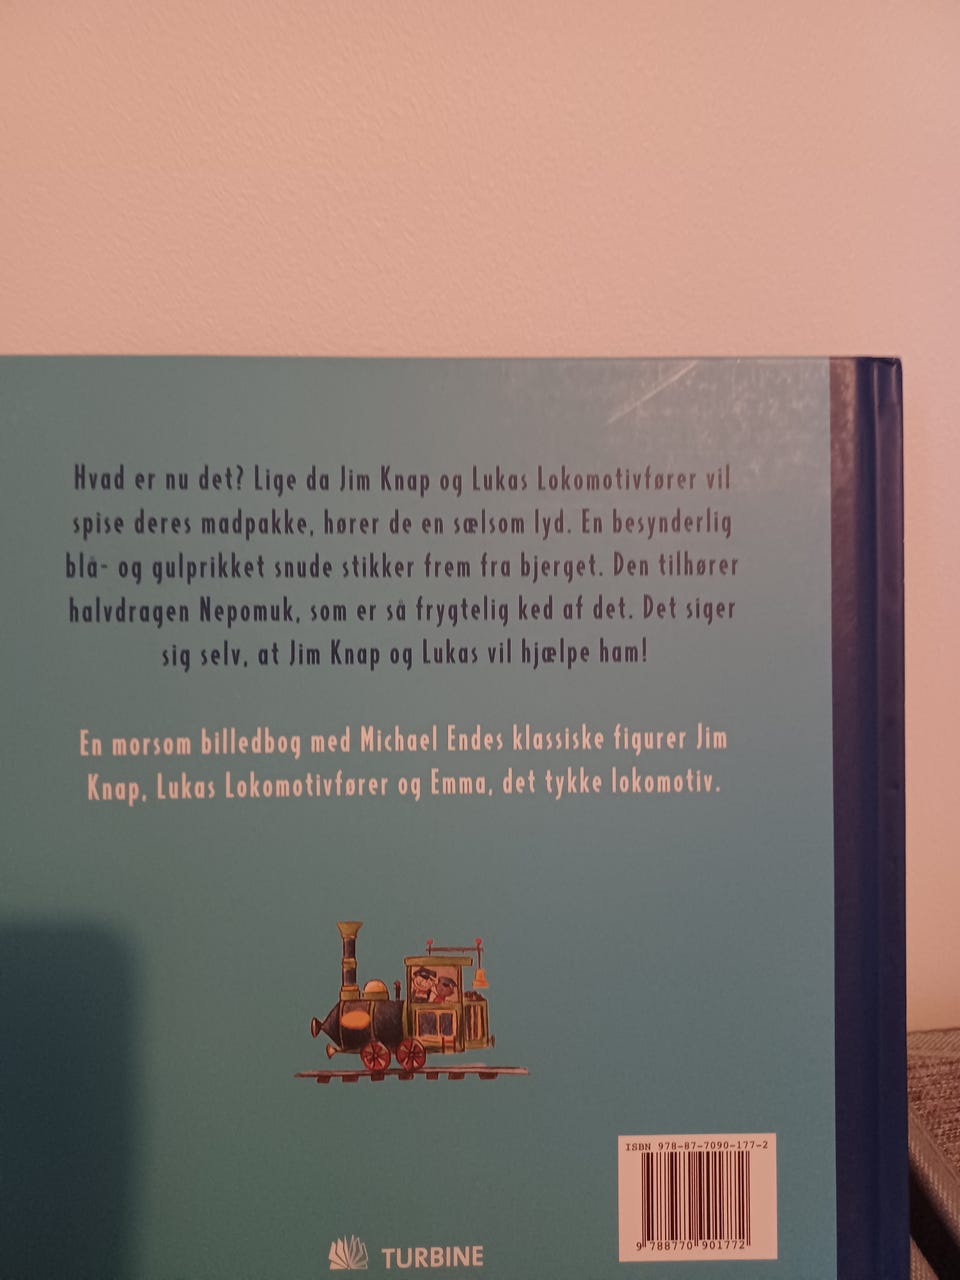 Hvad er nu det? Lige da Jim Knap og Lukas Lokomotivfører vil
spise deres madpakke, hører de en sælsom lyd. En besynderlig
blå- og gulprikket snude stikker frem fra bjerget. Den tilhører
halvdragen Nepomuk, som er så frygtelig ked af det. Det siger
sig selv, at Jim Knap og Lukas vil hjælpe ham!
En morsom billedbog med Michael Endes klassiske figurer Jim
Knap, Lukas Lokomotivfører og Emma, det tykke lokomotiv.
ISBN 978-87-7090-177-2
9 788770 901772
TURBINE